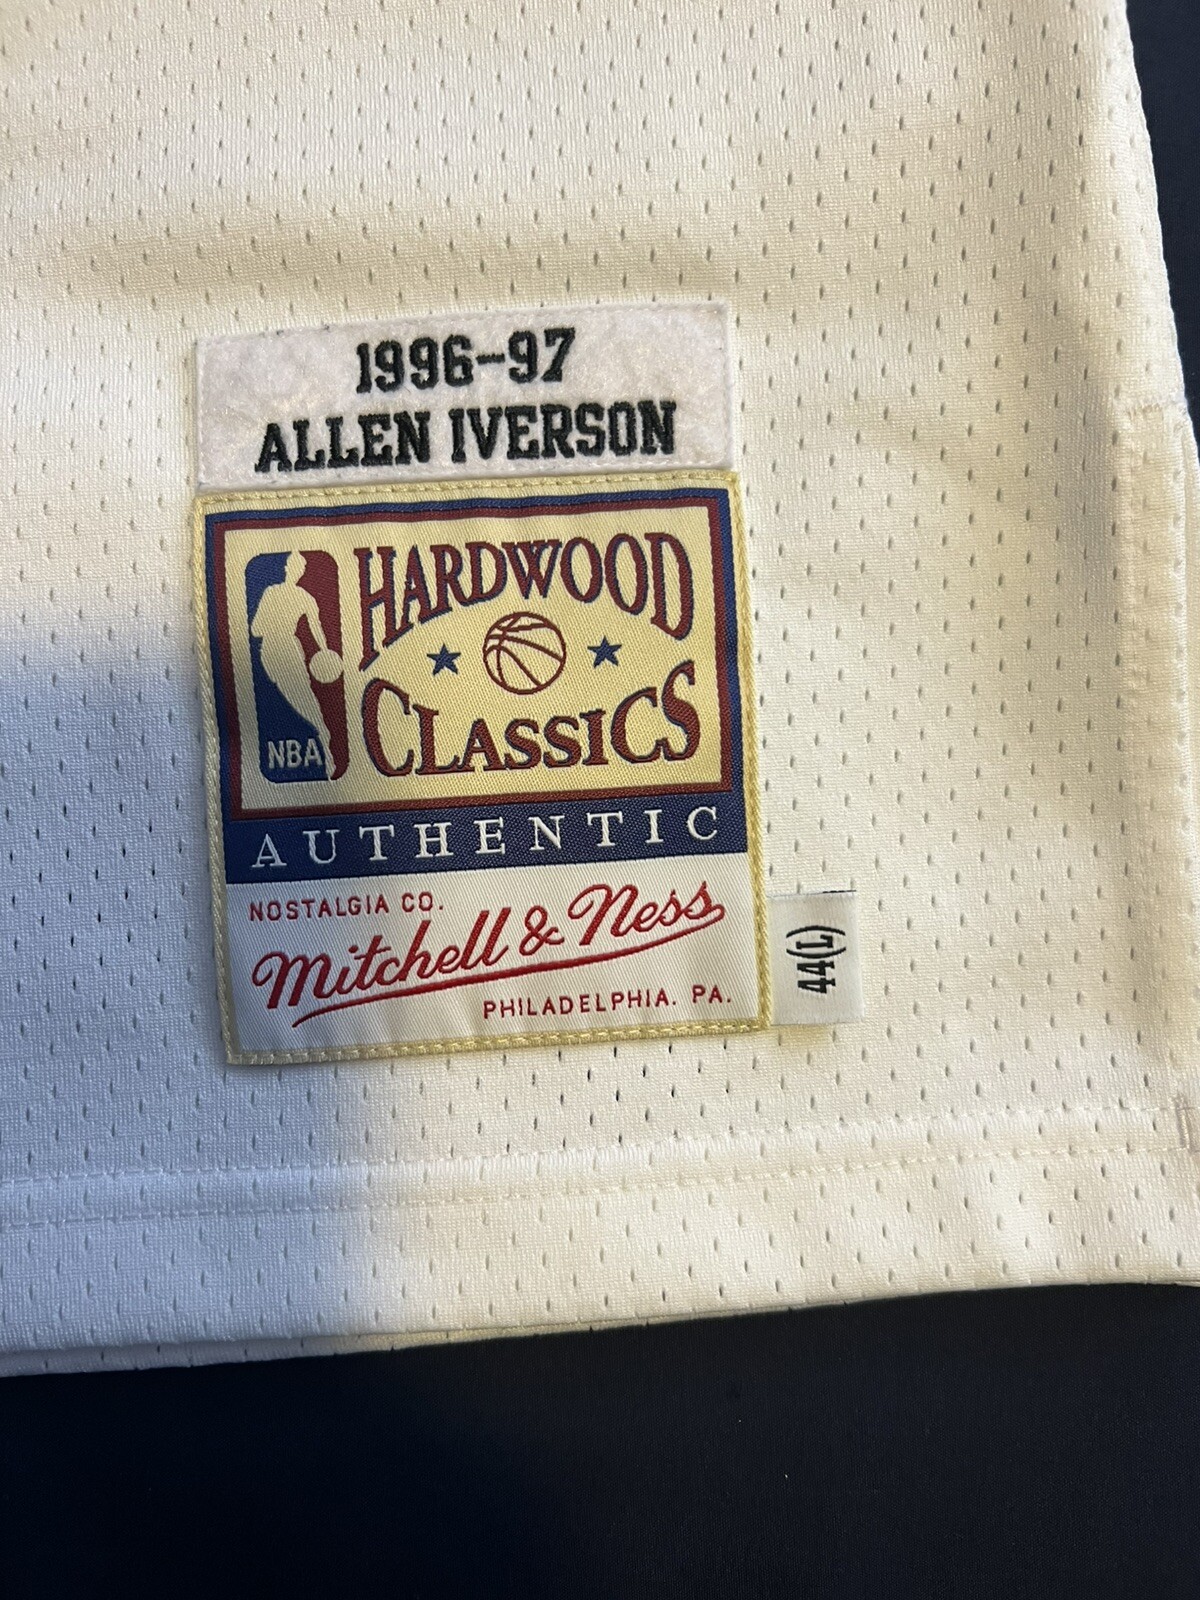 1996-97
ALLEN IVERSON
HARDWOOD
CLASSICS
NBA
AUTHENTIC
NOSTALGIA CO.
Mitchell & Ness
PHILADELPHIA. PA.
44(L)